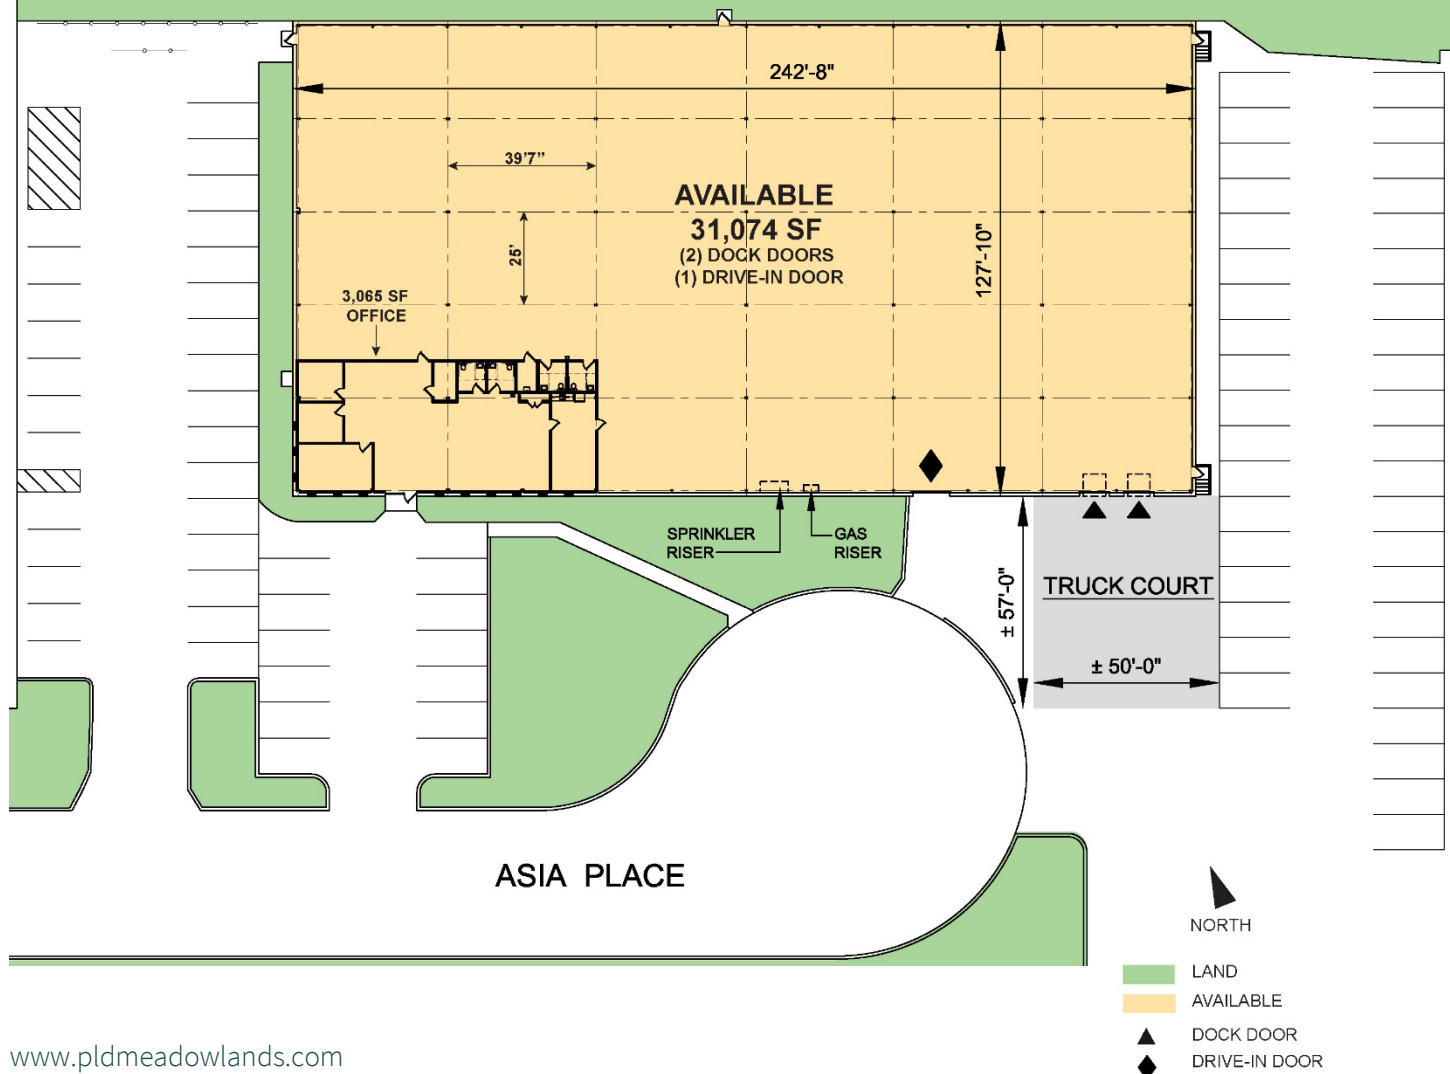 242'-8"
39'7"
AVAILABLE
31,074 SF
(2) DOCK DOORS
(1) DRIVE-IN DOOR
25'
127'-10"
3,065 SF
OFFICE
SPRINKLER
RISER
GAS
RISER
± 57'-0"
TRUCK COURT
± 50'-0"
ASIA PLACE
NORTH
LAND
AVAILABLE
DOCK DOOR
DRIVE-IN DOOR
www.pldmeadowlands.com